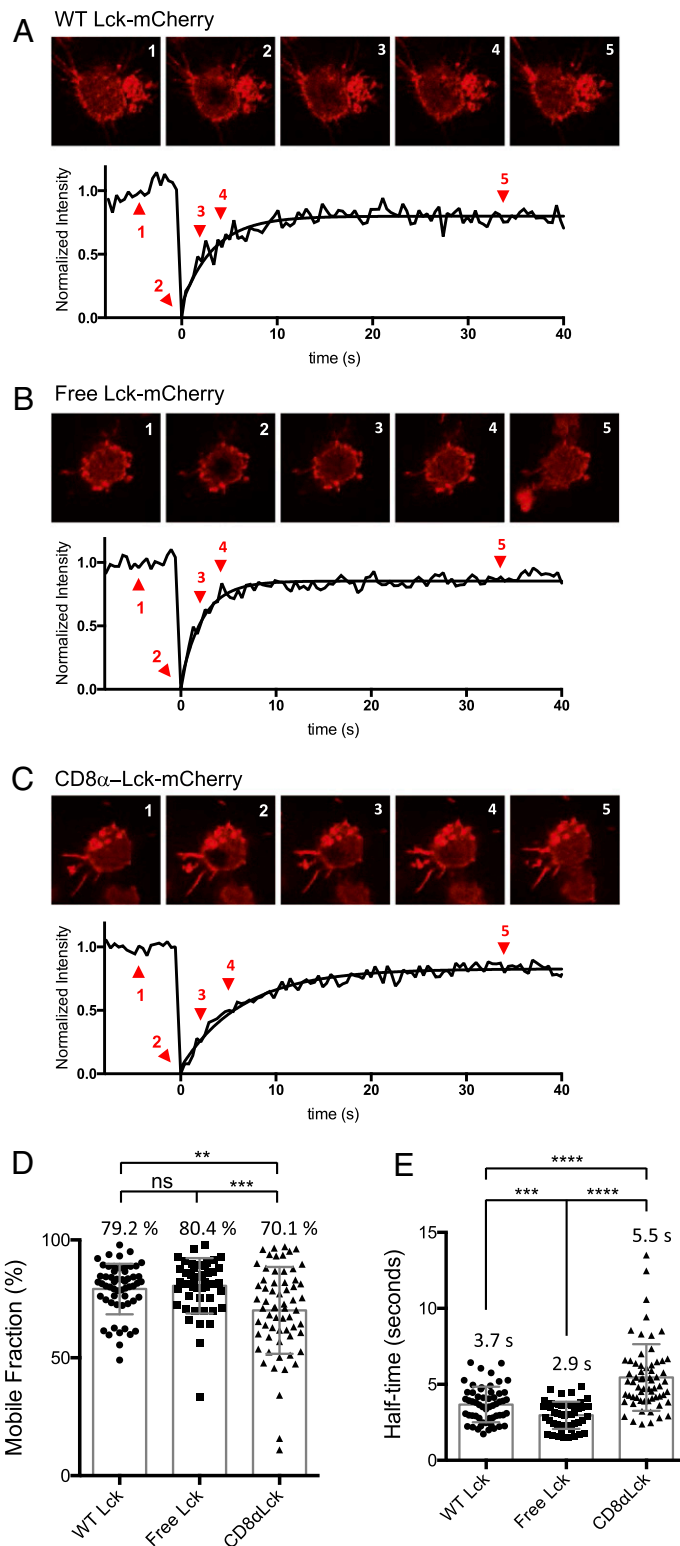 A
WT Lck-mCherry
1 2 3 4 5
Normalized Intensity
1.0
0.5
0.0
1
2
3
4
5
0 10 20 30 40
time (s)
B
Free Lck-mCherry
1 2 3 4 5
Normalized Intensity
1.0
0.5
0.0
1
2
3
4
5
0 10 20 30 40
time (s)
C
CD8α–Lck-mCherry
1 2 3 4 5
Normalized Intensity
1.0
0.5
0.0
1
2
3
4
5
0 10 20 30 40
time (s)
D
**
ns ***
79.2 % 80.4 % 70.1 %
Mobile Fraction (%)
100
50
0
WT Lck
Free Lck
CD8αLck
E
****
*** ****
3.7 s
2.9 s
5.5 s
Half-time (seconds)
15
10
5
0
WT Lck
Free Lck
CD8αLck